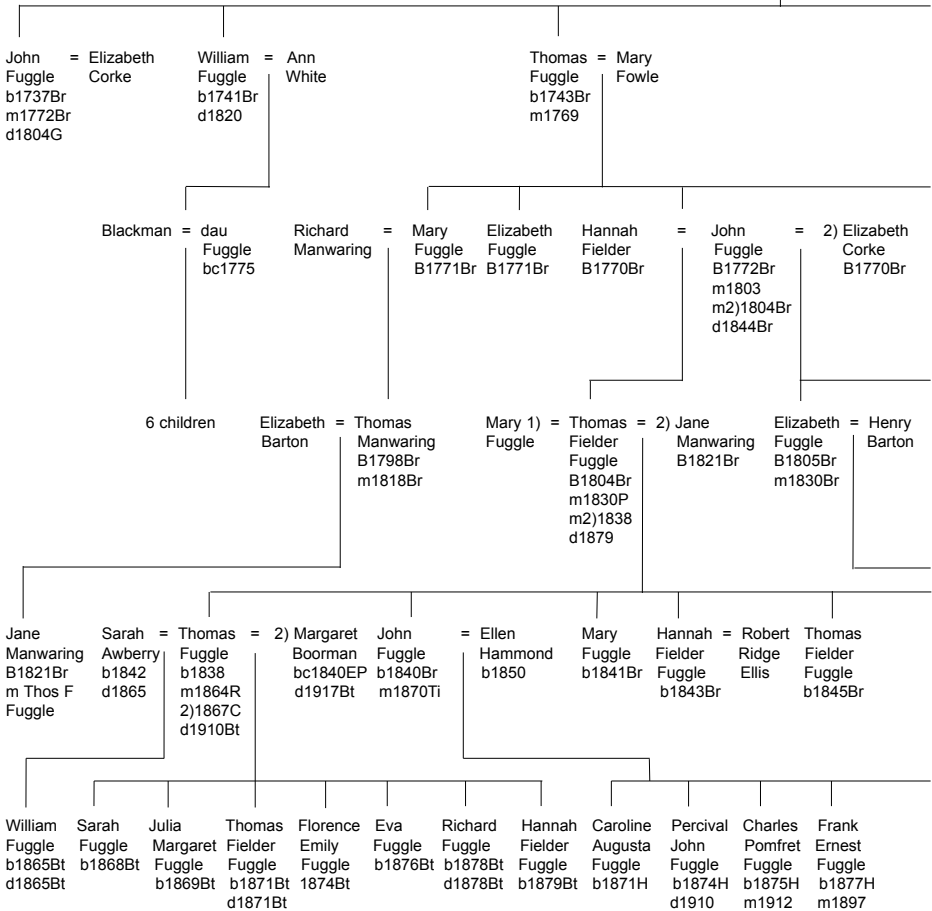 John = Elizabeth
Fuggle Corke
b1737Br
m1772Br
d1804G
William = Ann
Fuggle White
b1741Br
d1820
Thomas = Mary
Fuggle Fowle
b1743Br
m1769
Blackman = dau
Fuggle
bc1775
Richard = Mary
Manwaring Fuggle
B1771Br
Elizabeth
Fuggle
B1771Br
Hannah = John = 2) Elizabeth
Fielder Fuggle Corke
B1770Br B1772Br B1770Br
m1803
m2)1804Br
d1844Br
6 children
Elizabeth = Thomas
Barton Manwaring
B1798Br
m1818Br
Mary 1) = Thomas = 2) Jane
Fuggle Fielder Manwaring
Fuggle B1821Br
B1804Br
m1830P
m2)1838
d1879
Elizabeth = Henry
Fuggle Barton
B1805Br
m1830Br
Jane
Manwaring
B1821Br
m Thos F
Fuggle
Sarah = Thomas = 2) Margaret
Awberry Fuggle Boorman
b1842 b1838 bc1840EP
d1865 m1864R d1917Bt
2)1867C
d1910Bt
John = Ellen
Fuggle Hammond
b1840Br b1850
m1870Ti
Mary
Fuggle
b1841Br
Hannah = Robert
Fielder Ridge
Fuggle Ellis
b1843Br
Thomas
Fielder
Fuggle
b1845Br
William
Fuggle
b1865Bt
d1865Bt
Sarah
Fuggle
b1868Bt
Julia
Margaret
Fuggle
b1869Bt
Thomas
Fielder
Fuggle
b1871Bt
d1871Bt
Florence
Emily
Fuggle
1874Bt
Eva
Fuggle
b1876Bt
Richard
Fuggle
b1878Bt
d1878Bt
Hannah
Fielder
Fuggle
b1879Bt
Caroline
Augusta
Fuggle
b1871H
Percival
John
Fuggle
b1874H
d1910
Charles
Pomfret
Fuggle
b1875H
m1912
Frank
Ernest
Fuggle
b1877H
m1897